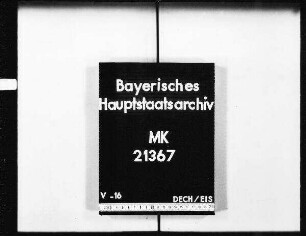 Bayerisches
Hauptstaatsarchiv
MK
21367
V-16 DECH/EIS